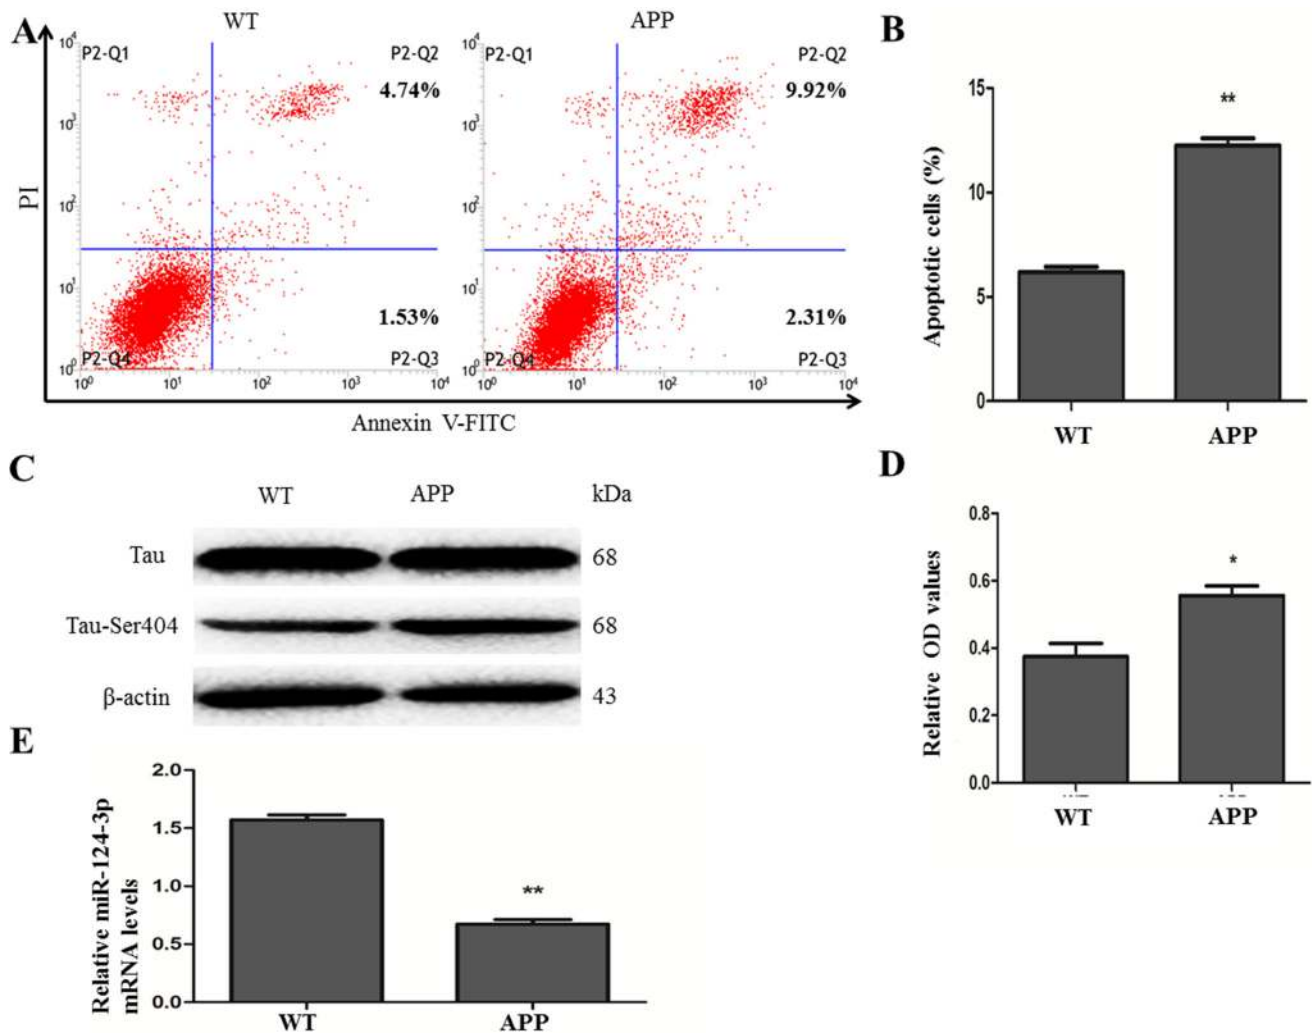 A
WT
APP
10⁴
P2-Q1
P2-Q2
4.74%
10³
10²
10¹
10⁰
1.53%
P2-Q4
P2-Q3
10⁰ 10¹ 10² 10³ 10⁴
PI
10⁴
P2-Q1
P2-Q2
9.92%
10³
10²
10¹
10⁰
2.31%
P2-Q4
P2-Q3
10⁰ 10¹ 10² 10³ 10⁴
Annexin V-FITC
B
Apoptotic cells (%)
15
10
5
0
**
WT APP
C
WT APP kDa
Tau 68
Tau-Ser404 68
β-actin 43
D
Relative OD values
0.8
0.6
0.4
0.2
0.0
*
WT APP
E
Relative miR-124-3p
mRNA levels
2.0
1.5
1.0
0.5
0.0
**
WT APP